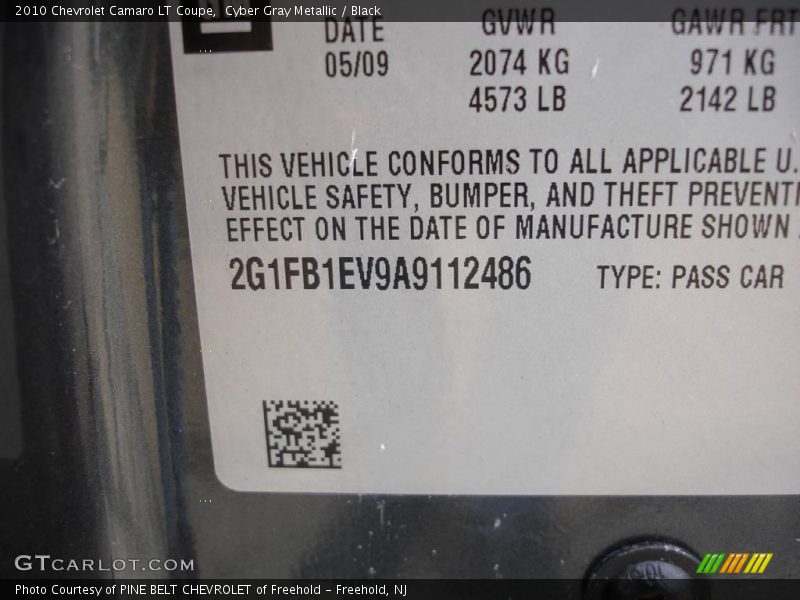 2010 Chevrolet Camaro LT Coupe, Cyber Gray Metallic / Black
DATE GVWR GAWR FRT
05/09 2074 KG 971 KG
4573 LB 2142 LB
THIS VEHICLE CONFORMS TO ALL APPLICABLE U.
VEHICLE SAFETY, BUMPER, AND THEFT PREVENTI
EFFECT ON THE DATE OF MANUFACTURE SHOWN
2G1FB1EV9A9112486 TYPE: PASS CAR
GTCARLOT.COM
Photo Courtesy of PINE BELT CHEVROLET of Freehold - Freehold, NJ